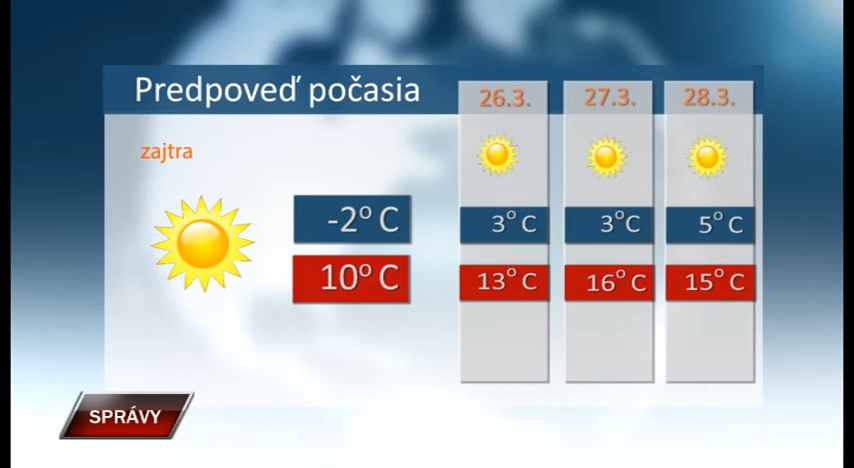 Predpoveď počasia
zajtra
-2° C
10° C
26.3. 27.3. 28.3.
3° C 3°C 5° C
13° C 16° C 15° C
SPRÁVY